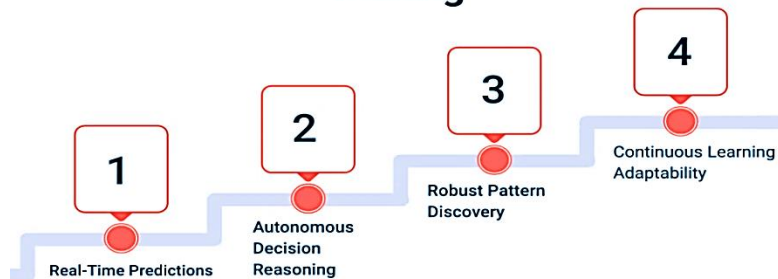 1
Real-Time Predictions
2
Autonomous
Decision
Reasoning
3
Robust Pattern
Discovery
4
Continuous Learning
Adaptability